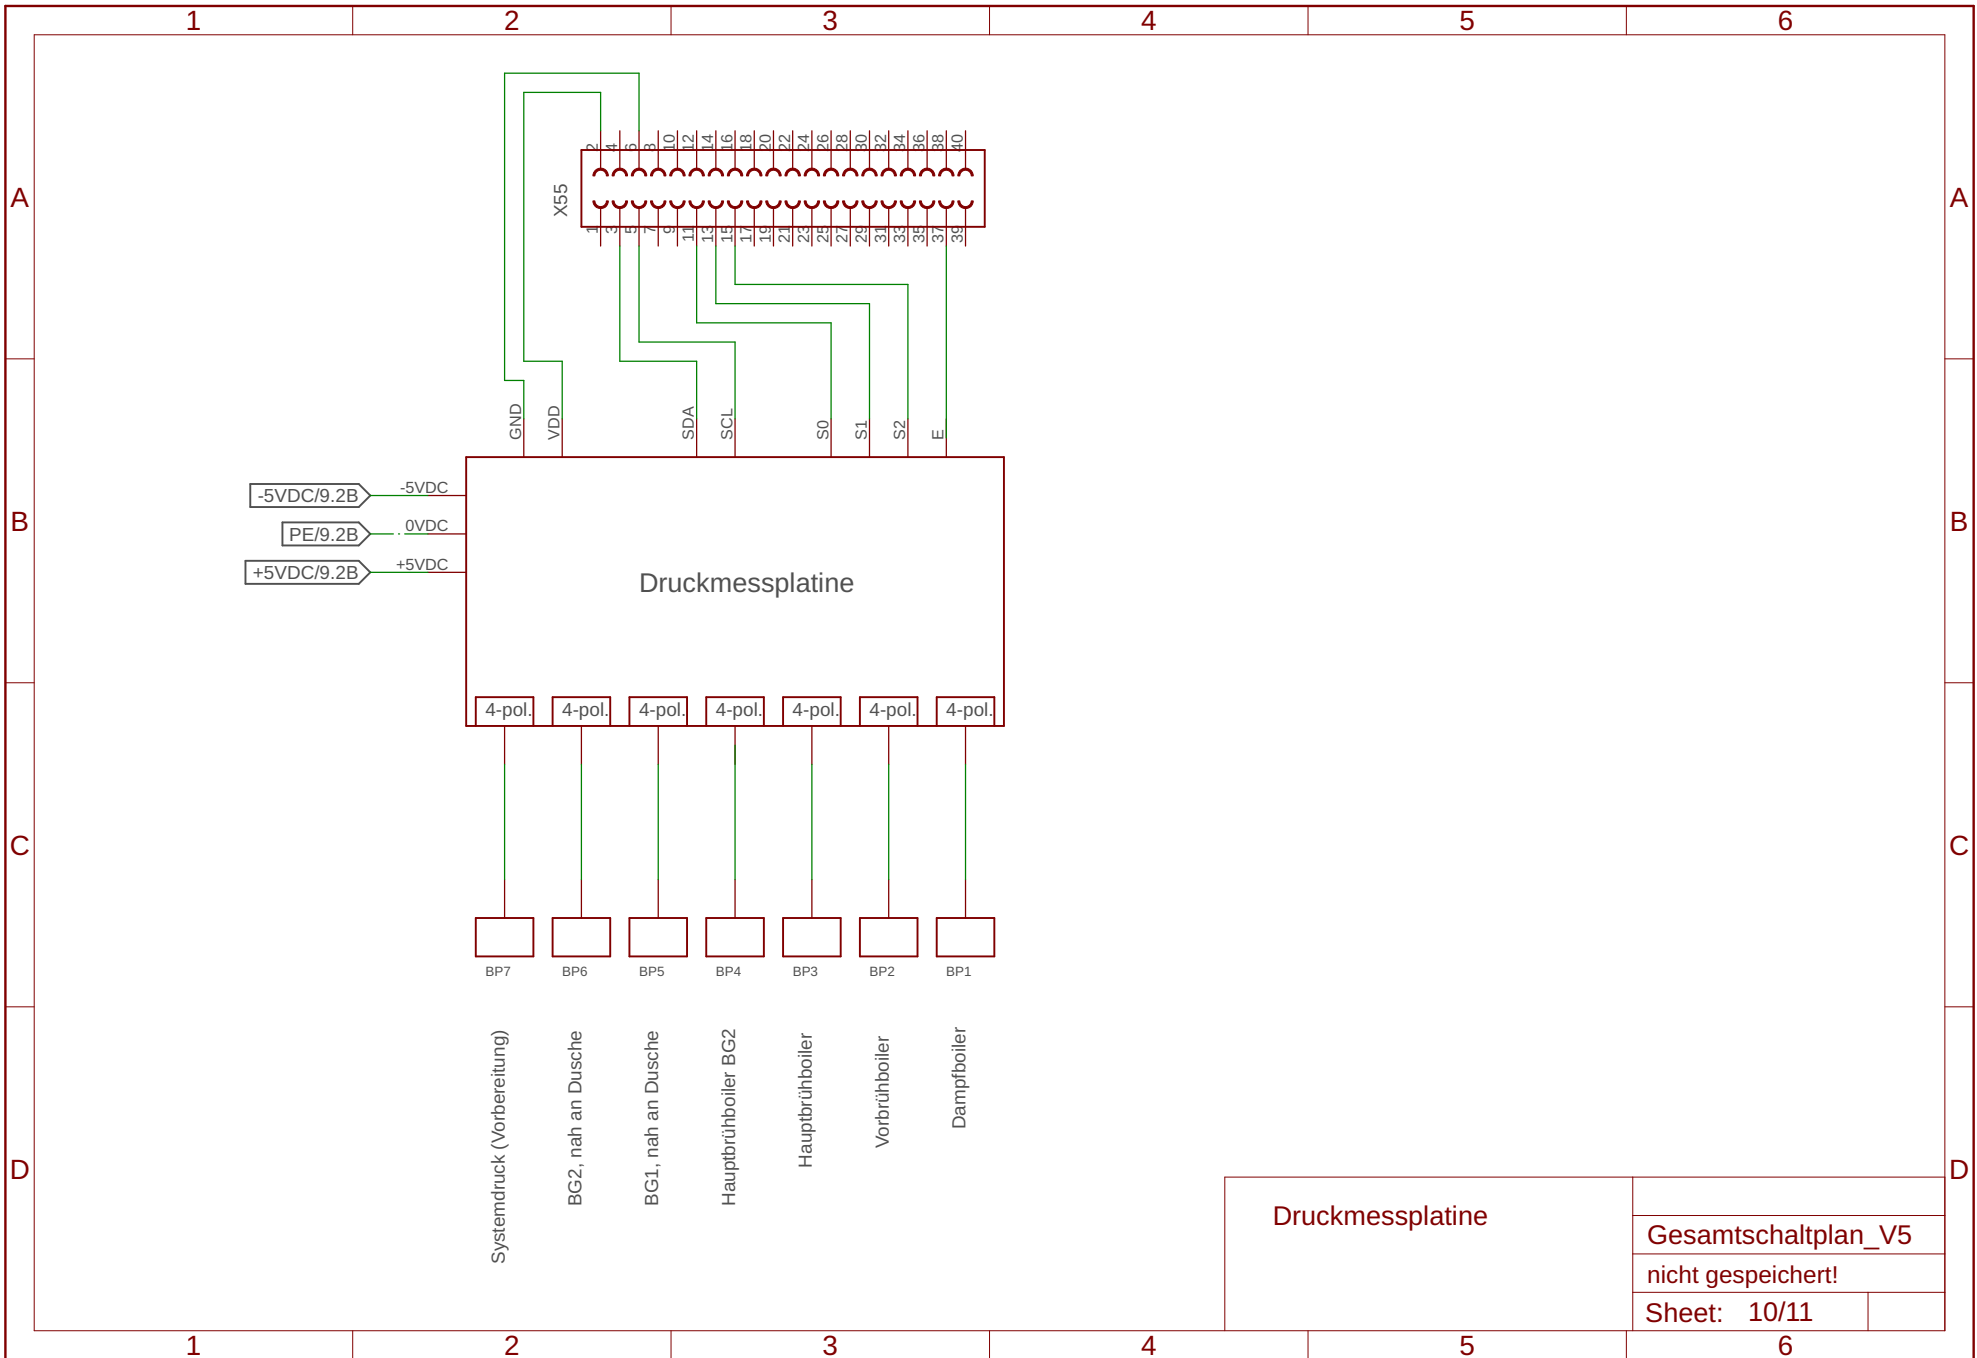 1 2 3 4 5 6
2 4 6 8 10 12 14 16 18 20 22 24 26 28 30 32 34 36 38 40
X55
1 3 5 7 9 11 13 15 17 19 21 23 25 27 29 31 33 35 37 39
A A
GND VDD SDA SCL S0 S1 S2 E
-5VDC/9.2B -5VDC
PE/9.2B 0VDC
+5VDC/9.2B +5VDC
B B
Druckmessplatine
4-pol. 4-pol. 4-pol. 4-pol. 4-pol. 4-pol. 4-pol.
C C
BP7 BP6 BP5 BP4 BP3 BP2 BP1
Systemdruck (Vorbereitung)
BG2, nah an Dusche
BG1, nah an Dusche
Hauptbrühboiler BG2
Hauptbrühboiler
Vorbrühboiler
Dampfboiler
D D
Druckmessplatine
Gesamtschaltplan_V5
nicht gespeichert!
Sheet: 10/11
1 2 3 4 5 6